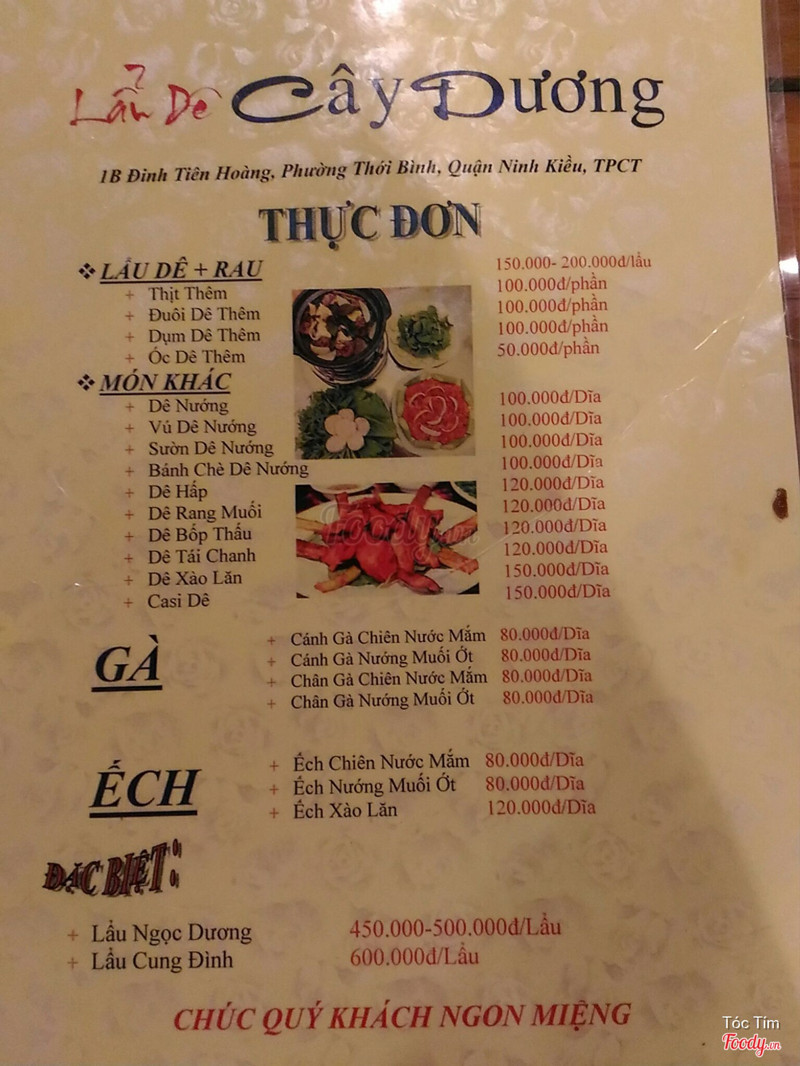 Lẩu Dê Cây Dương
1B Đinh Tiên Hoàng, Phường Thới Bình, Quận Ninh Kiều, TPCT
THỰC ĐƠN
❖ LẨU DÊ + RAU 150.000- 200.000đ/lẩu
+ Thịt Thêm 100.000đ/phần
+ Đuôi Dê Thêm 100.000đ/phần
+ Dụm Dê Thêm 100.000đ/phần
+ Óc Dê Thêm 50.000đ/phần
❖ MÓN KHÁC
+ Dê Nướng 100.000đ/Dĩa
+ Vú Dê Nướng 100.000đ/Dĩa
+ Sườn Dê Nướng 100.000đ/Dĩa
+ Bánh Chè Dê Nướng 100.000đ/Dĩa
+ Dê Hấp 120.000đ/Dĩa
+ Dê Rang Muối 120.000đ/Dĩa
+ Dê Bốp Thấu 120.000đ/Dĩa
+ Dê Tái Chanh 120.000đ/Dĩa
+ Dê Xào Lăn 150.000đ/Dĩa
+ Casi Dê 150.000đ/Dĩa
Foody.vn
GÀ
+ Cánh Gà Chiên Nước Mắm 80.000đ/Dĩa
+ Cánh Gà Nướng Muối Ớt 80.000đ/Dĩa
+ Chân Gà Chiên Nước Mắm 80.000đ/Dĩa
+ Chân Gà Nướng Muối Ớt 80.000đ/Dĩa
ẾCH
+ Ếch Chiên Nước Mắm 80.000đ/Dĩa
+ Ếch Nướng Muối Ớt 80.000đ/Dĩa
+ Ếch Xào Lăn 120.000đ/Dĩa
ĐẶC BIỆT:
+ Lẩu Ngọc Dương 450.000-500.000đ/Lẩu
+ Lẩu Cung Đình 600.000đ/Lẩu
CHÚC QUÝ KHÁCH NGON MIỆNG
Tóc Tim
Foody.vn